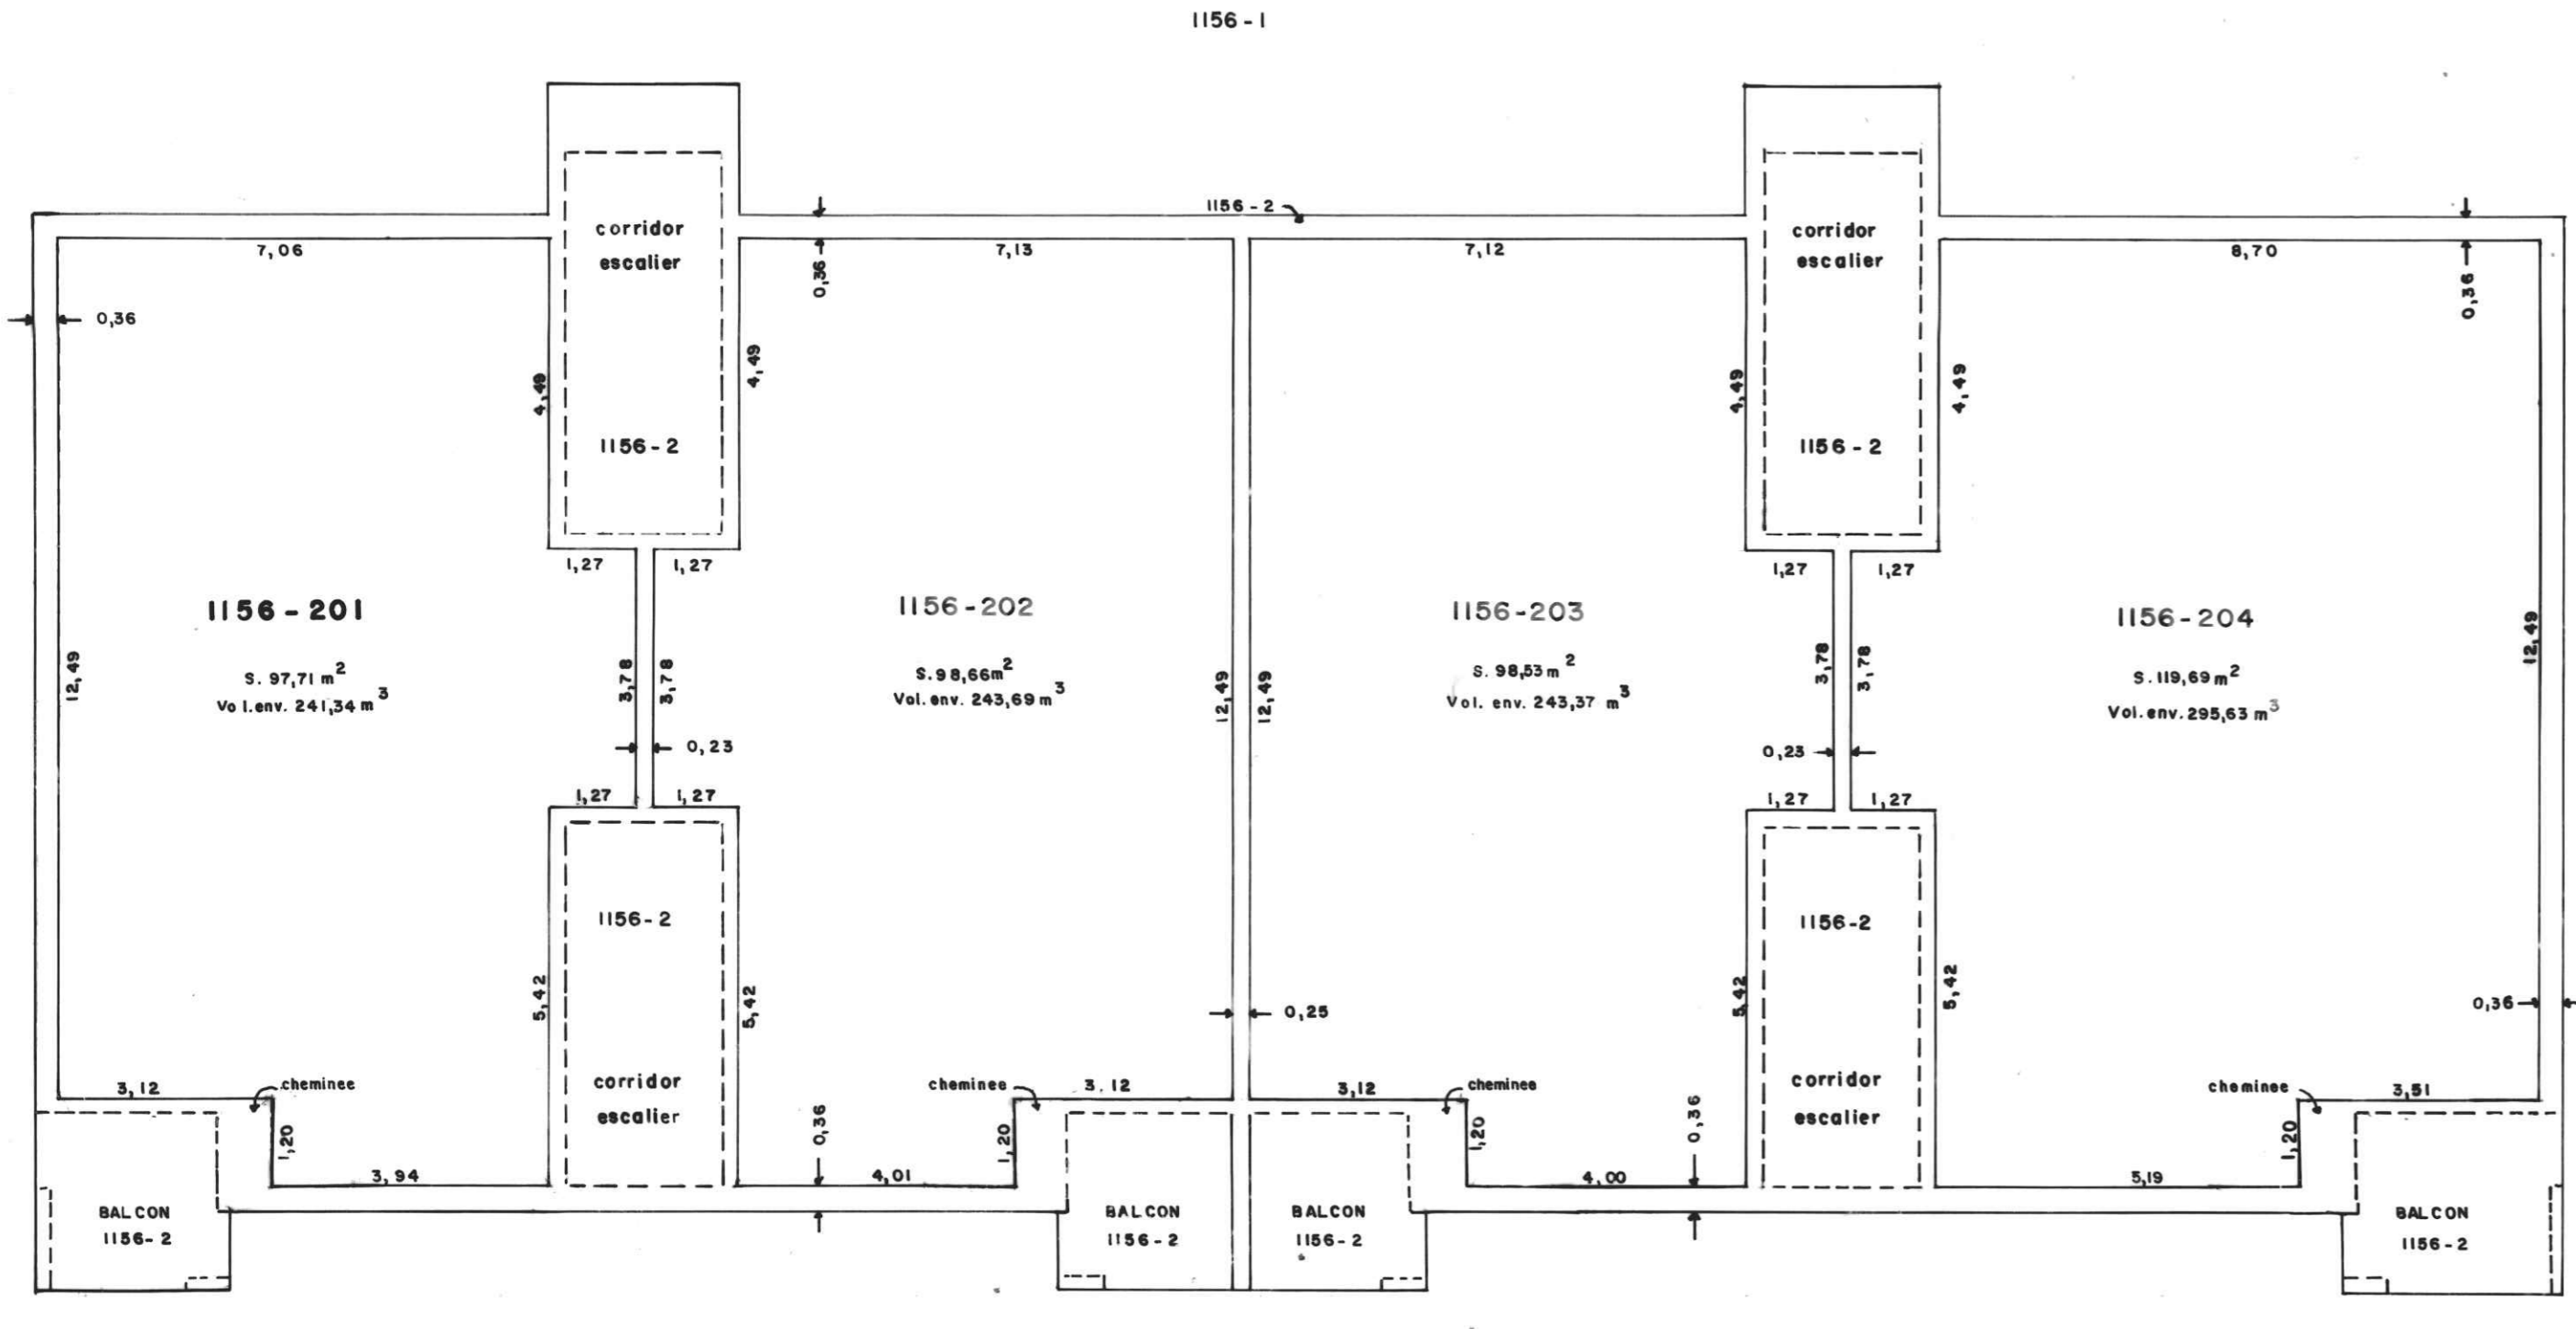 1156-1
1156-2
7,06
7,13
7,12
8,70
corridor
escalier
1156-2
corridor
escalier
1156-2
0,36
0,36
0,36
4,49
4,49
4,49
4,49
1,27
1,27
1,27
1,27
1156-201
S. 97,71 m²
Vol.env. 241,34 m³
1156-202
S. 98,66m²
Vol. env. 243,69 m³
1156-203
S. 98,53 m²
Vol. env. 243,37 m³
1156-204
S. 119,69 m²
Vol. env. 295,63 m³
12,49
3,78
3,78
12,49
12,49
3,78
3,78
12,49
0,23
0,23
1,27
1,27
1,27
1,27
1156-2
corridor
escalier
1156-2
corridor
escalier
5,42
5,42
5,42
5,42
0,25
0,36
3,12
cheminee
cheminee
3.12
3,12
cheminee
cheminee
3,51
1,20
0,36
1,20
1,20
0,36
1,20
3,94
4,01
4,00
5,19
BALCON
1156-2
BALCON
1156-2
BALCON
1156-2
BALCON
1156-2